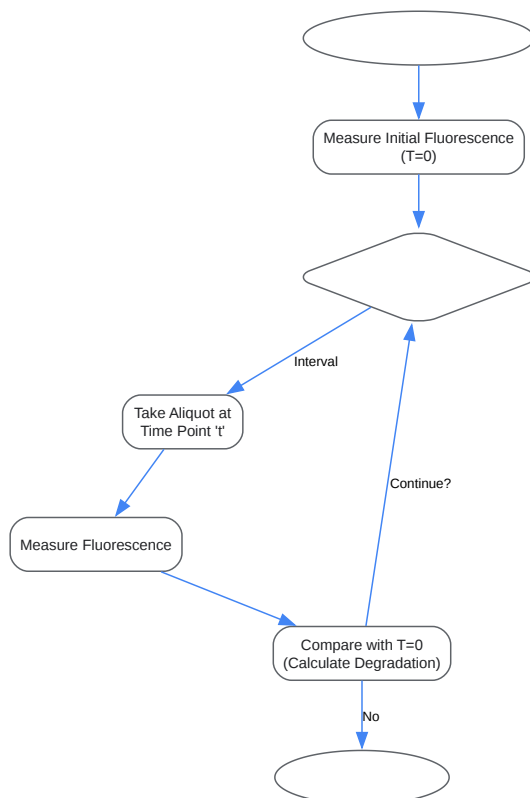 Measure Initial Fluorescence
(T=0)
Interval
Take Aliquot at
Time Point 't'
Continue?
Measure Fluorescence
Compare with T=0
(Calculate Degradation)
No